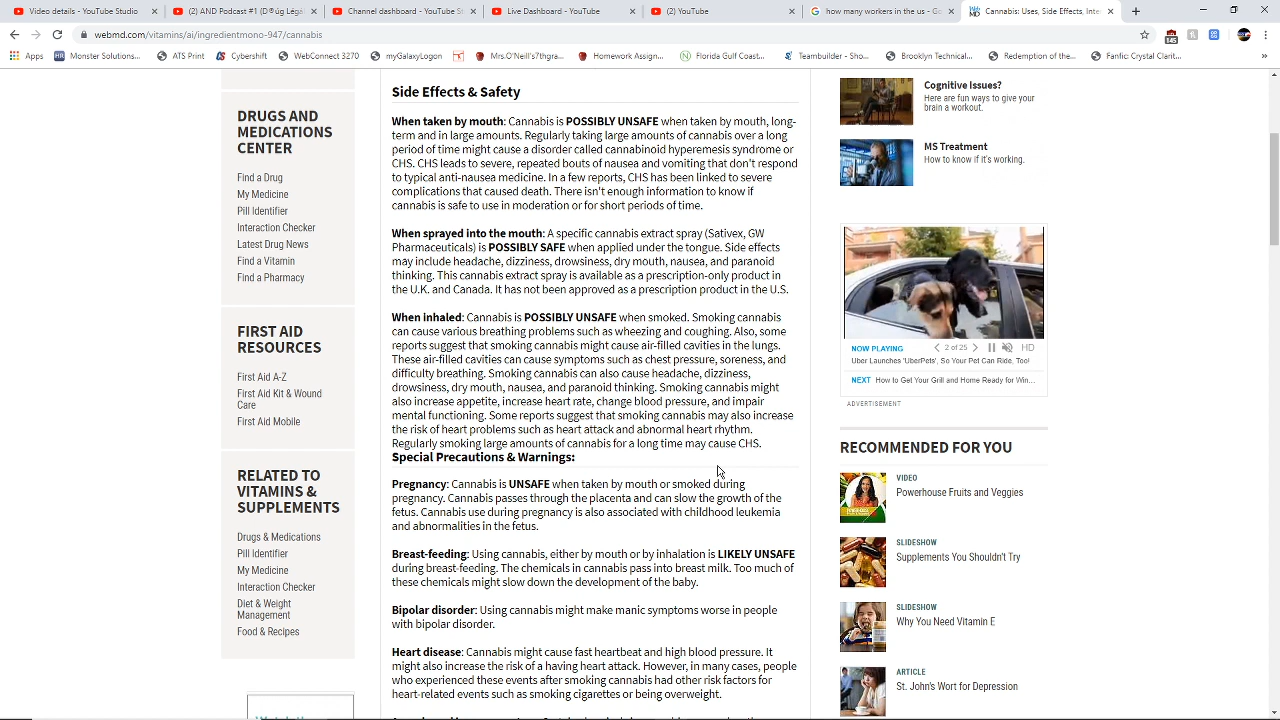 Video details - YouTube Studio
(2) AND Podcast #1 (D®ûg Légal
Channel dashboard - YouTube S
Live Dashboard - YouTube
(2) YouTube
how many workers in the us - Go
Cannabis: Uses, Side Effects, Inte
webmd.com/vitamins/ai/ingredientmono-947/cannabis
145
Apps
Monster Solutions...
ATS Print
Cybershift
WebConnect 3270
myGalaxyLogon
Mrs.O'Neill's7thgra...
Homework Assign...
Florida Gulf Coast...
Teambuilder - Sho...
Brooklyn Technical...
Redemption of the...
Fanfic: Crystal Clarit...
DRUGS AND
MEDICATIONS
CENTER
Find a Drug
My Medicine
Pill Identifier
Interaction Checker
Latest Drug News
Find a Vitamin
Find a Pharmacy
FIRST AID
RESOURCES
First Aid A-Z
First Aid Kit & Wound
Care
First Aid Mobile
RELATED TO
VITAMINS &
SUPPLEMENTS
Drugs & Medications
Pill Identifier
My Medicine
Interaction Checker
Diet & Weight
Management
Food & Recipes
Side Effects & Safety
When taken by mouth: Cannabis is POSSIBLY UNSAFE when taken by mouth, long-
term and in large amounts. Regularly taking large amounts of cannabis over a long
period of time might cause a disorder called cannabinoid hyperemesis syndrome or
CHS. CHS leads to severe, repeated bouts of nausea and vomiting that don't respond
to typical anti-nausea medicine. In a few reports, CHS has been linked to severe
complications that caused death. There isn't enough information to know if
cannabis is safe to use in moderation or for short periods of time.
When sprayed into the mouth: A specific cannabis extract spray (Sativex, GW
Pharmaceuticals) is POSSIBLY SAFE when applied under the tongue. Side effects
may include headache, dizziness, drowsiness, dry mouth, nausea, and paranoid
thinking. This cannabis extract spray is available as a prescription-only product in
the U.K. and Canada. It has not been approved as a prescription product in the U.S.
When inhaled: Cannabis is POSSIBLY UNSAFE when smoked. Smoking cannabis
can cause various breathing problems such as wheezing and coughing. Also, some
reports suggest that smoking cannabis might cause air-filled cavities in the lungs.
These air-filled cavities can cause symptoms such as chest pressure, soreness, and
difficulty breathing. Smoking cannabis can also cause headache, dizziness,
drowsiness, dry mouth, nausea, and paranoid thinking. Smoking cannabis might
also increase appetite, increase heart rate, change blood pressure, and impair
mental functioning. Some reports suggest that smoking cannabis may also increase
the risk of heart problems such as heart attack and abnormal heart rhythm.
Regularly smoking large amounts of cannabis for a long time may cause CHS.
Special Precautions & Warnings:
Pregnancy: Cannabis is UNSAFE when taken by mouth or smoked during
pregnancy. Cannabis passes through the placenta and can slow the growth of the
fetus. Cannabis use during pregnancy is also associated with childhood leukemia
and abnormalities in the fetus.
Breast-feeding: Using cannabis, either by mouth or by inhalation is LIKELY UNSAFE
during breast-feeding. The chemicals in cannabis pass into breast milk. Too much of
these chemicals might slow down the development of the baby.
Bipolar disorder: Using cannabis might make manic symptoms worse in people
with bipolar disorder.
Heart disease: Cannabis might cause fast heartbeat and high blood pressure. It
might also increase the risk of a having heart attack. However, in many cases, people
who experienced these events after smoking cannabis had other risk factors for
heart-related events such as smoking cigarettes or being overweight.
Cognitive Issues?
Here are fun ways to give your
brain a workout.
MS Treatment
How to know if it's working.
NOW PLAYING
2 of 25
HD
Uber Launches 'UberPets', So Your Pet Can Ride, Too!
NEXT How to Get Your Grill and Home Ready for Win...
ADVERTISEMENT
RECOMMENDED FOR YOU
VIDEO
Powerhouse Fruits and Veggies
SLIDESHOW
Supplements You Shouldn't Try
SLIDESHOW
Why You Need Vitamin E
ARTICLE
St. John's Wort for Depression